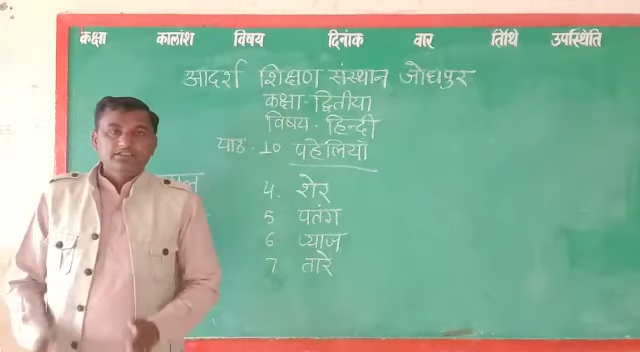 कक्षा कालांश विषय दिनांक वार तिथि उपस्थिति
आदर्श शिक्षण संस्थान जोधपुर
कक्षा - द्वितीया
विषय - हिन्दी
पाठ - 10 पहेलियाँ
4. शेर
5 पतंग
6 प्याज
7 तारे